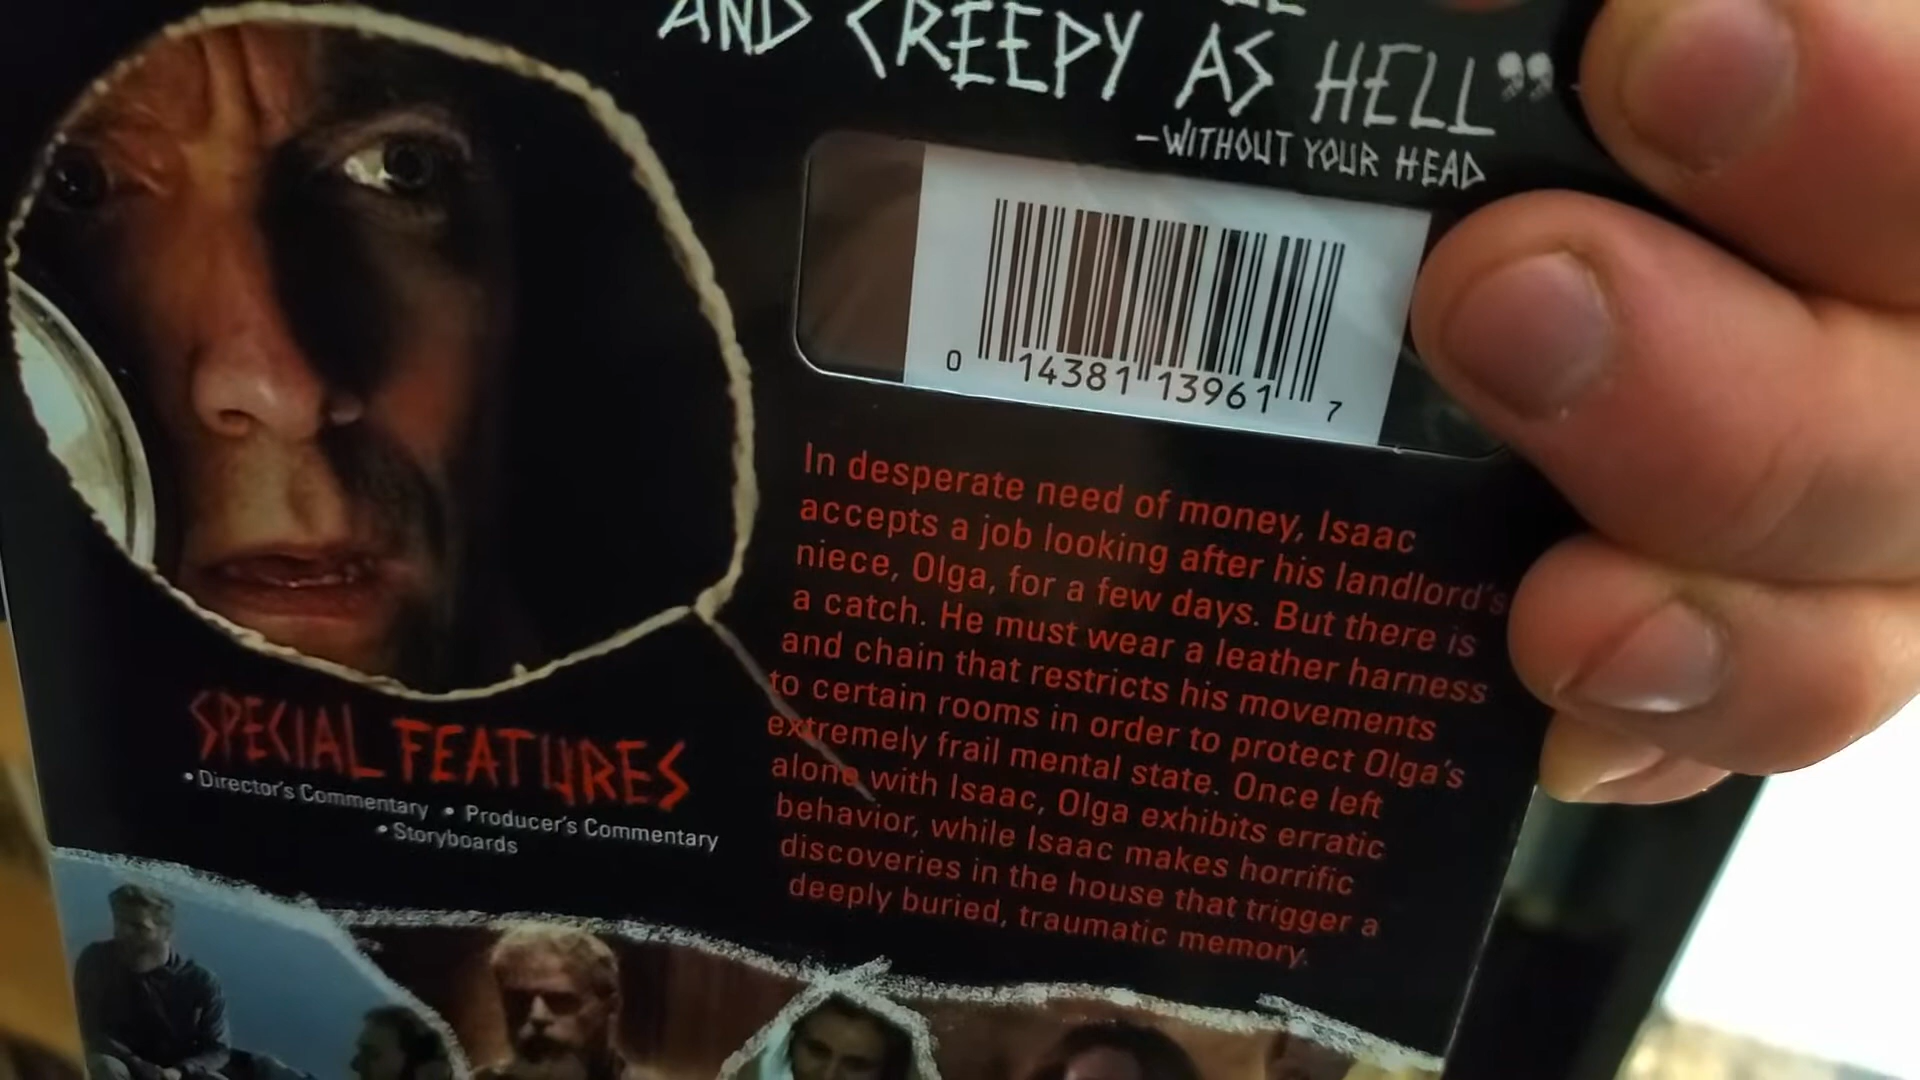 AND CREEPY AS HELL”
–WITHOUT YOUR HEAD
0 14381 13961 7
In desperate need of money, Isaac
accepts a job looking after his landlord's
niece, Olga, for a few days. But there is
a catch. He must wear a leather harness
and chain that restricts his movements
to certain rooms in order to protect Olga's
extremely frail mental state. Once left
alone with Isaac, Olga exhibits erratic
behavior, while Isaac makes horrific
discoveries in the house that trigger a
deeply buried, traumatic memory.
SPECIAL FEATURES
• Director's Commentary • Producer's Commentary
• Storyboards